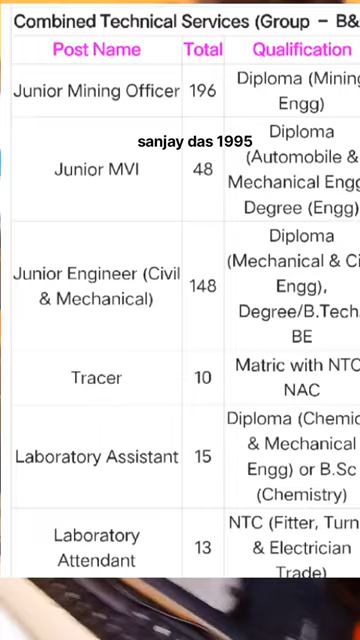 Combined Technical Services (Group – B&
Post Name Total Qualification
Junior Mining Officer 196 Diploma (Mining
Engg)
sanjay das 1995
Junior MVI 48 Diploma
(Automobile &
Mechanical Engg
Degree (Engg)
Junior Engineer (Civil
& Mechanical) 148 Diploma
(Mechanical & Ci
Engg),
Degree/B.Tech
BE
Tracer 10 Matric with NTC
NAC
Laboratory Assistant 15 Diploma (Chemic
& Mechanical
Engg) or B.Sc
(Chemistry)
Laboratory
Attendant 13 NTC (Fitter, Turn
& Electrician
Trade)